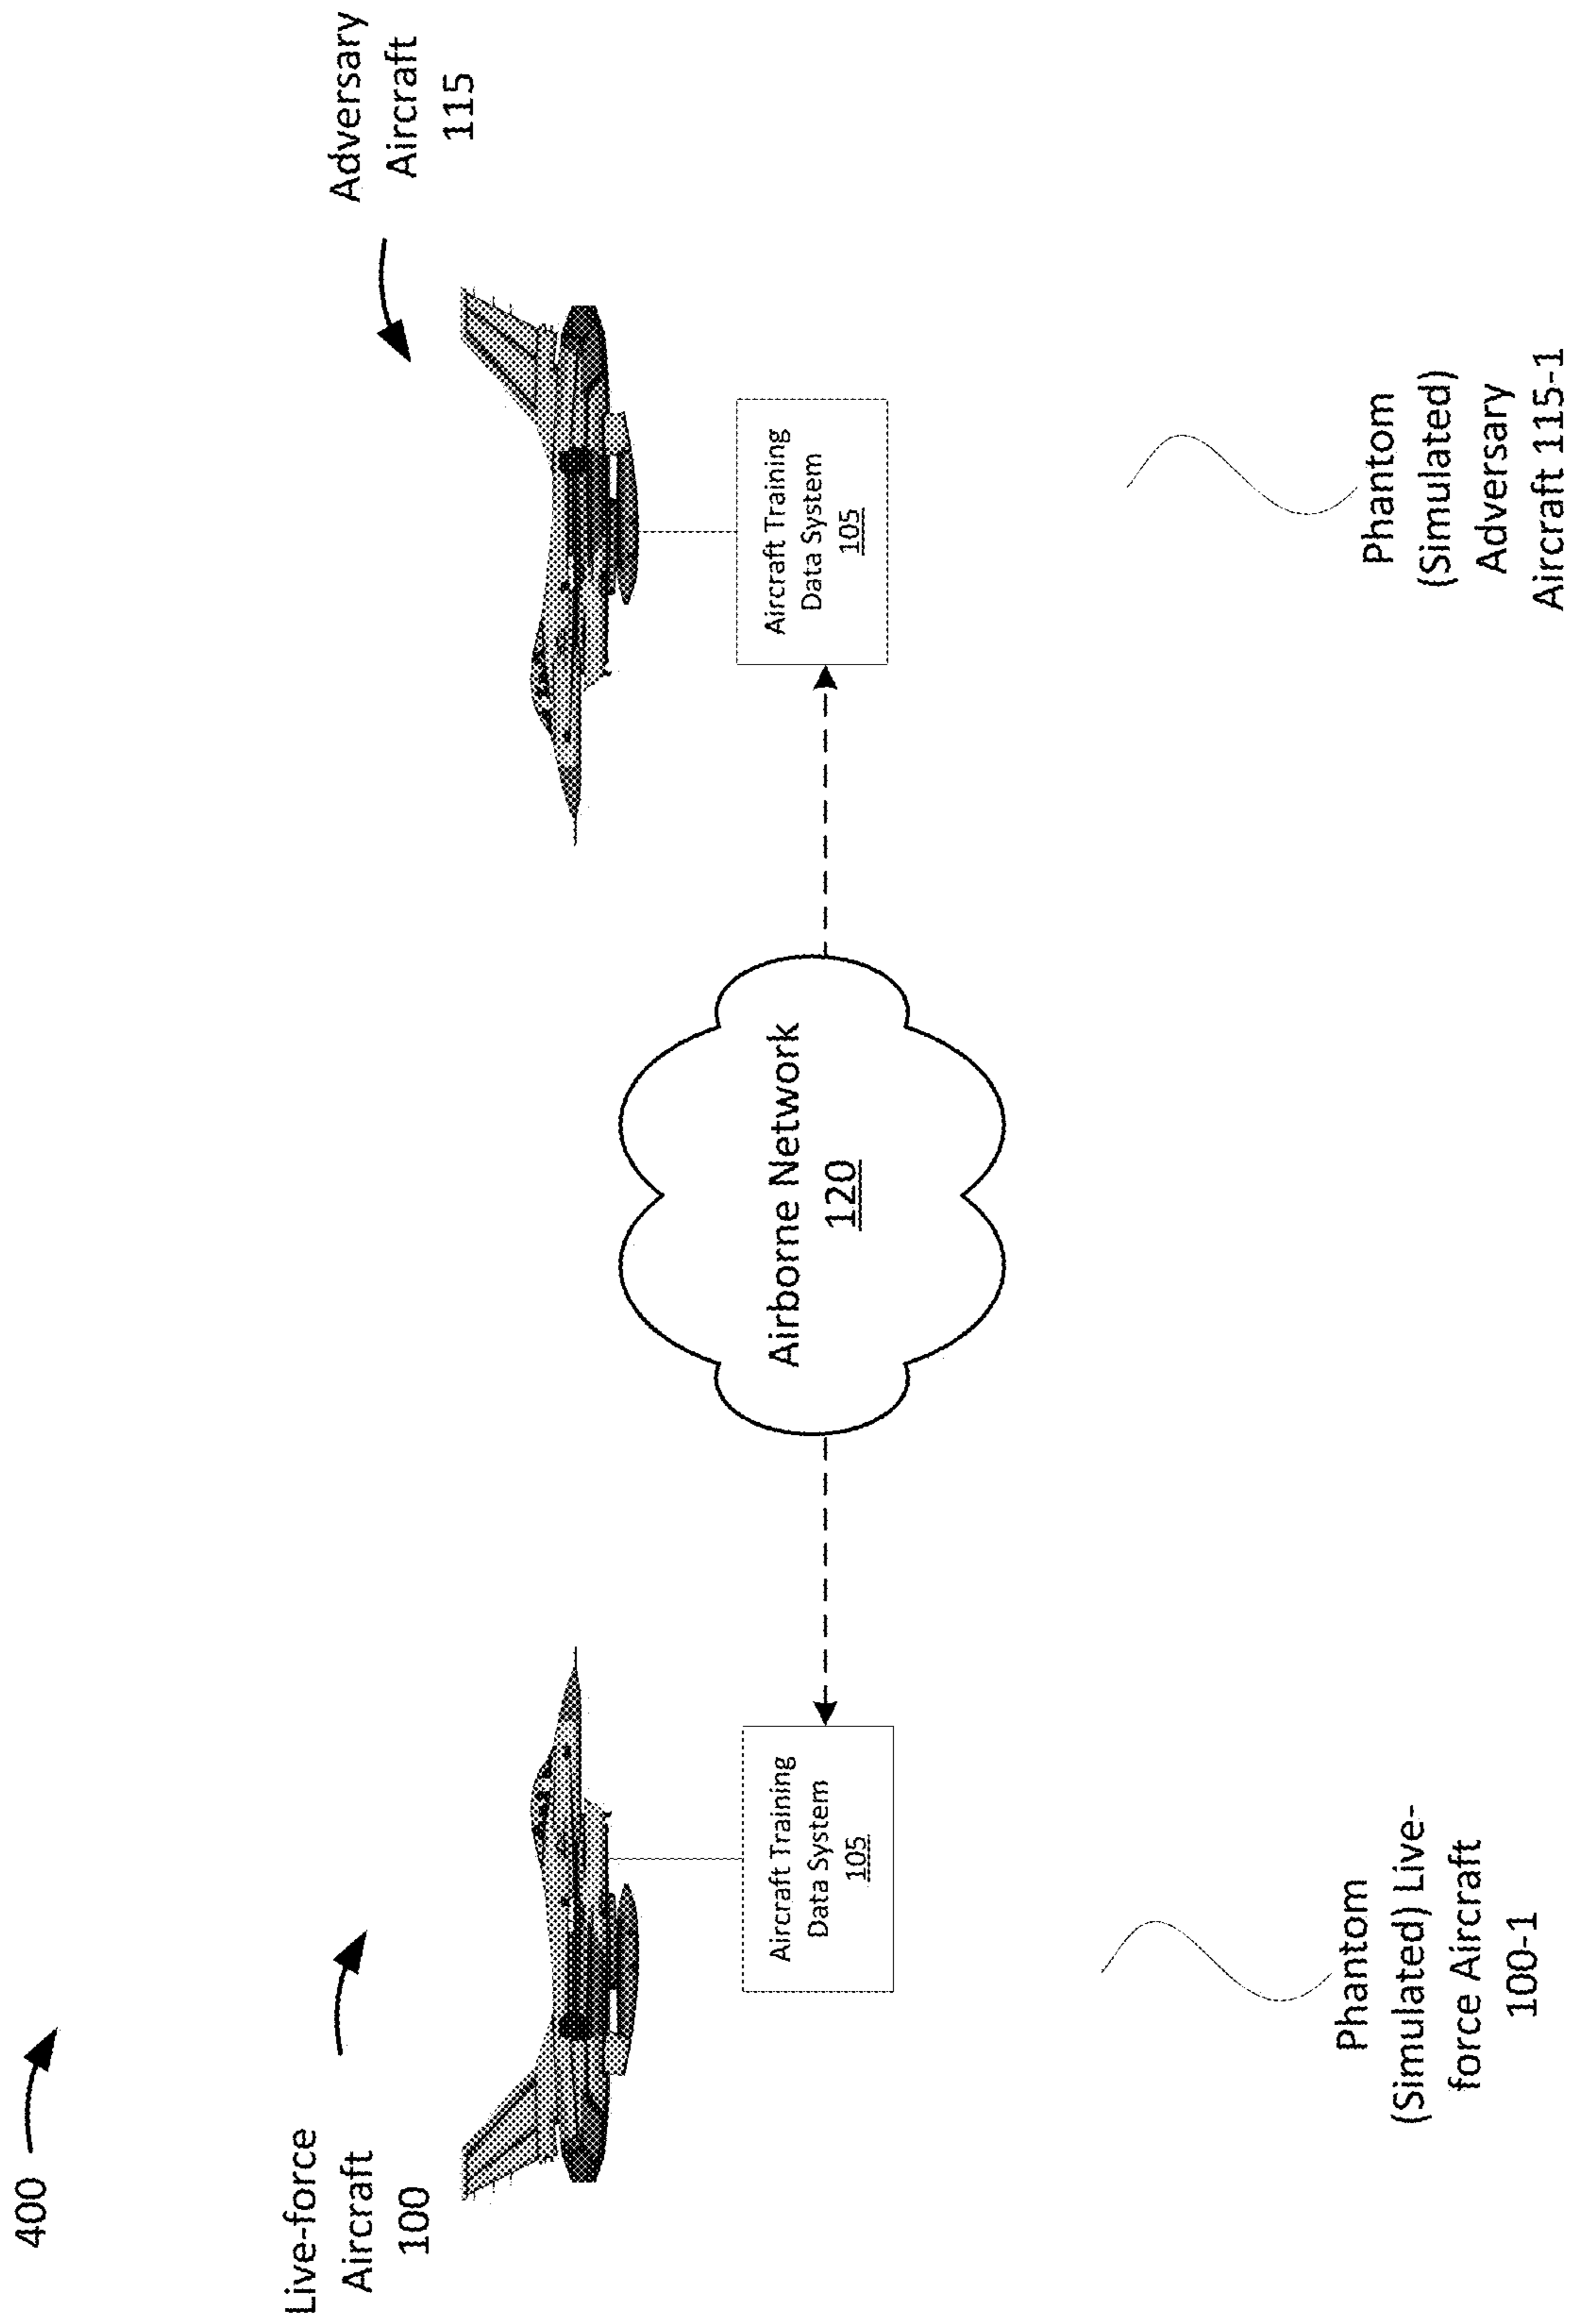 400
Live-force
Aircraft
100
Adversary
Aircraft
115
Aircraft Training
Data System
105
Airborne Network
120
Aircraft Training
Data System
105
Phantom
(Simulated) Live-
force Aircraft
100-1
Phantom
(Simulated)
Adversary
Aircraft 115-1